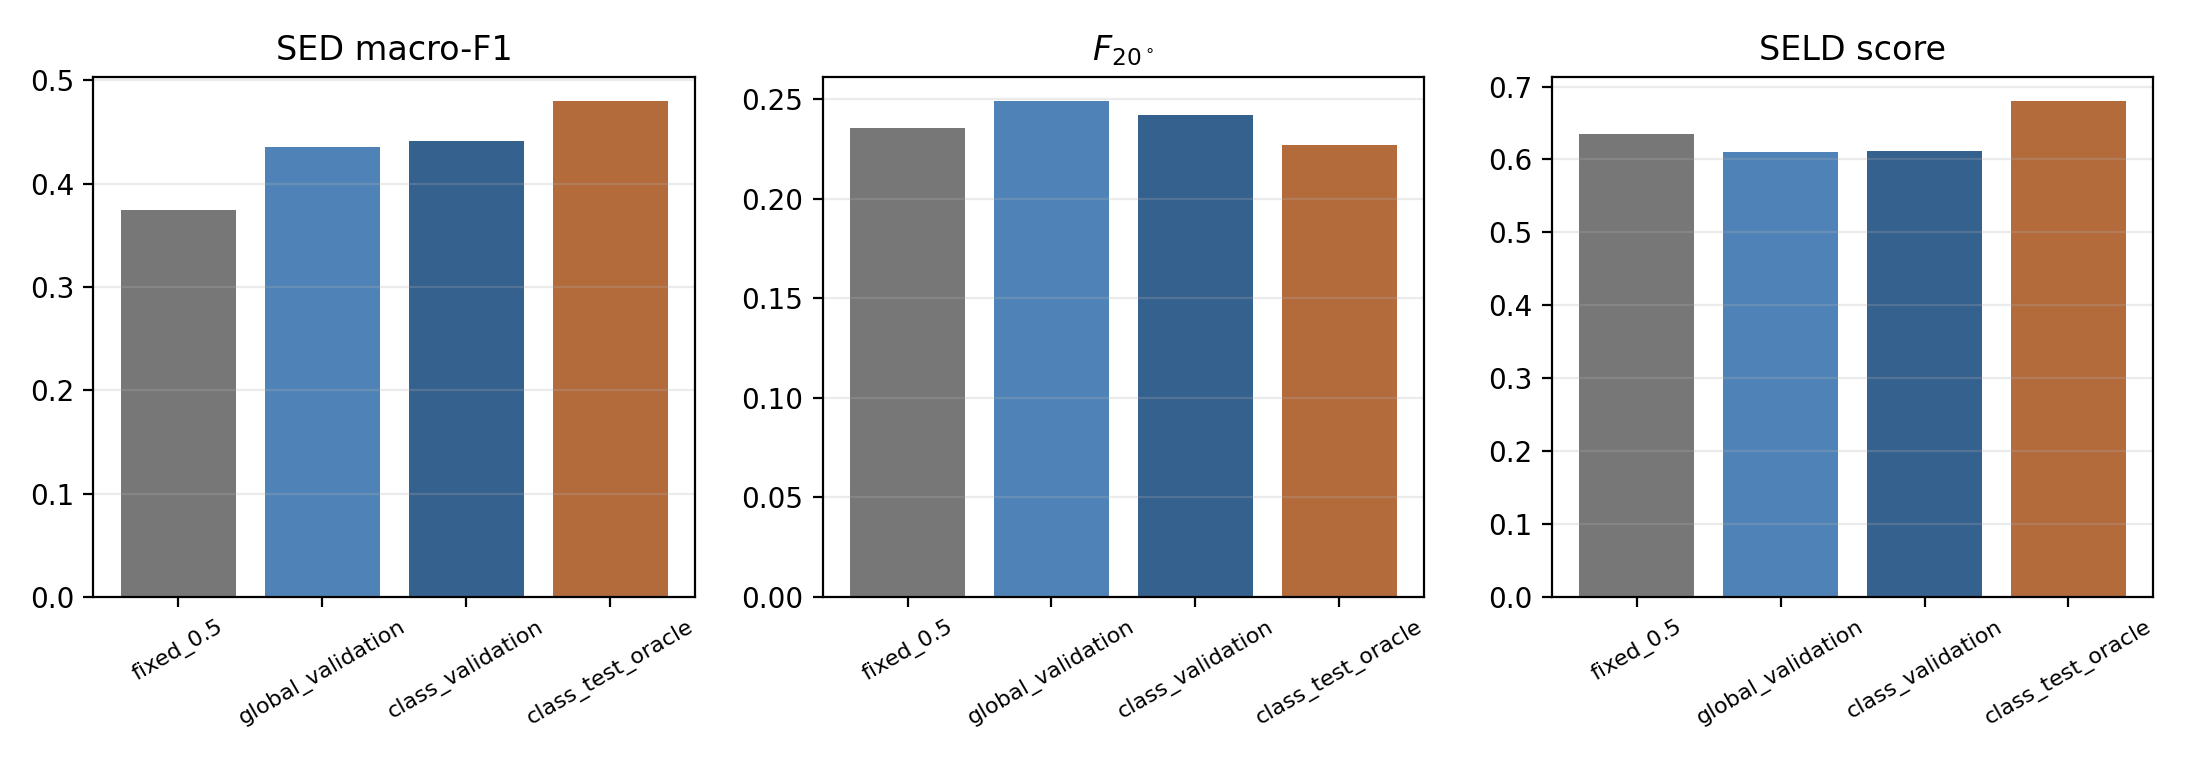 SED macro-F1
0.5
0.4
0.3
0.2
0.1
0.0
fixed_0.5
global_validation
class_validation
class_test_oracle
F20°
0.25
0.20
0.15
0.10
0.05
0.00
fixed_0.5
global_validation
class_validation
class_test_oracle
SELD score
0.7
0.6
0.5
0.4
0.3
0.2
0.1
0.0
fixed_0.5
global_validation
class_validation
class_test_oracle